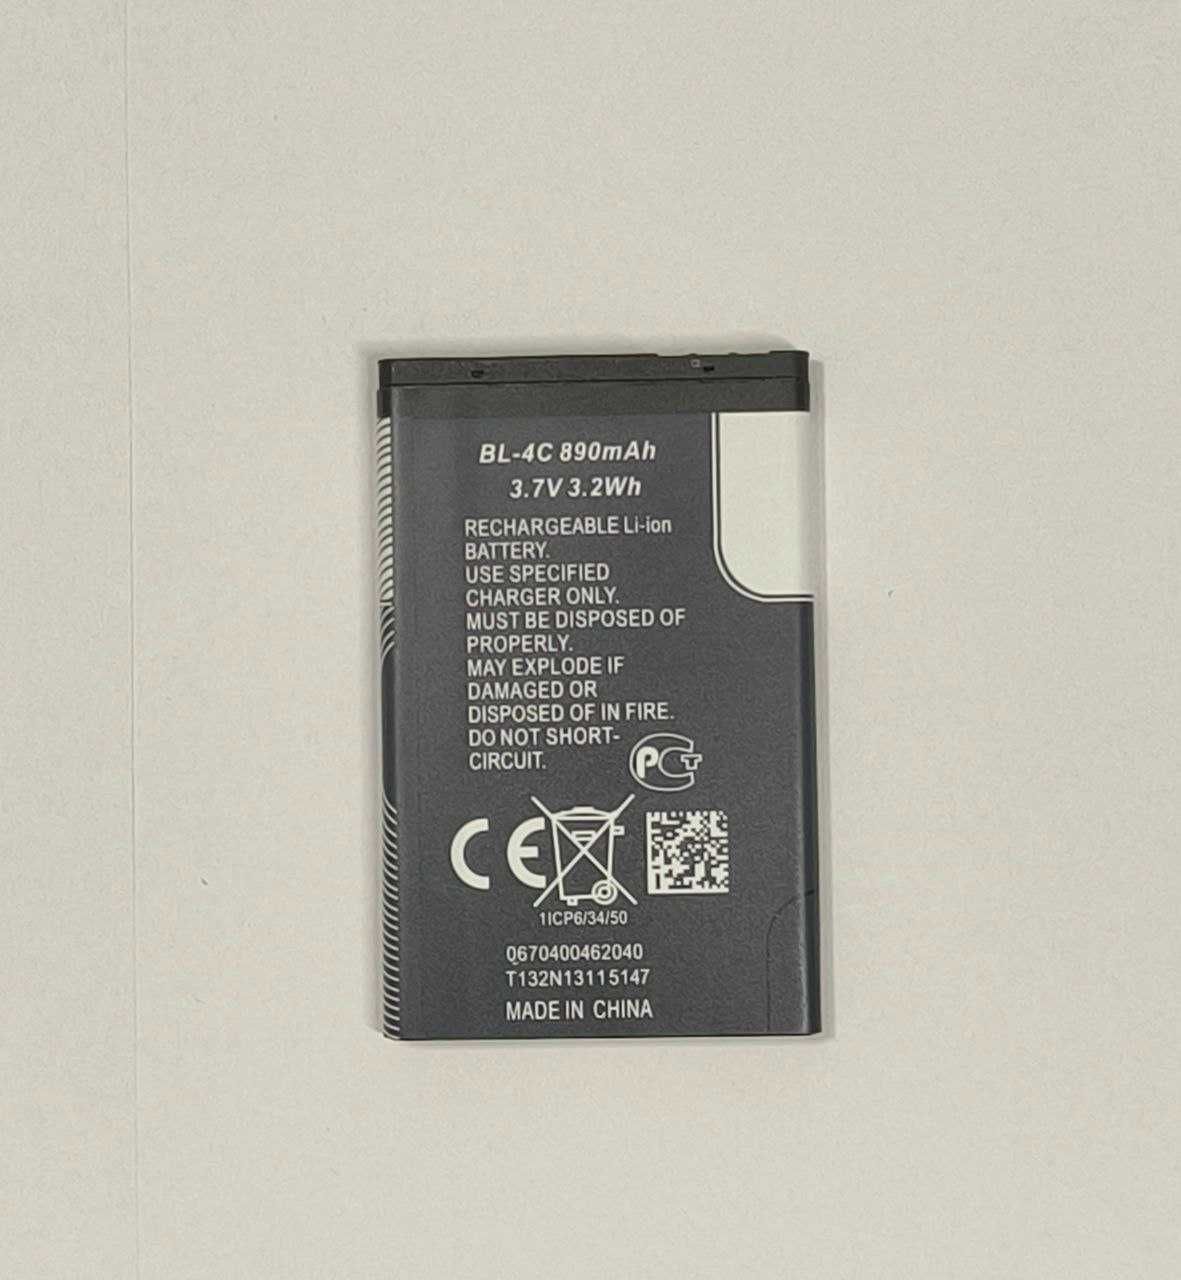 BL-4C 890mAh
3.7V 3.2Wh
RECHARGEABLE Li-ion
BATTERY.
USE SPECIFIED
CHARGER ONLY.
MUST BE DISPOSED OF
PROPERLY.
MAY EXPLODE IF
DAMAGED OR
DISPOSED OF IN FIRE.
DO NOT SHORT-
CIRCUIT.
PCT
CE
1ICP6/34/50
0670400462040
T132N13115147
MADE IN CHINA